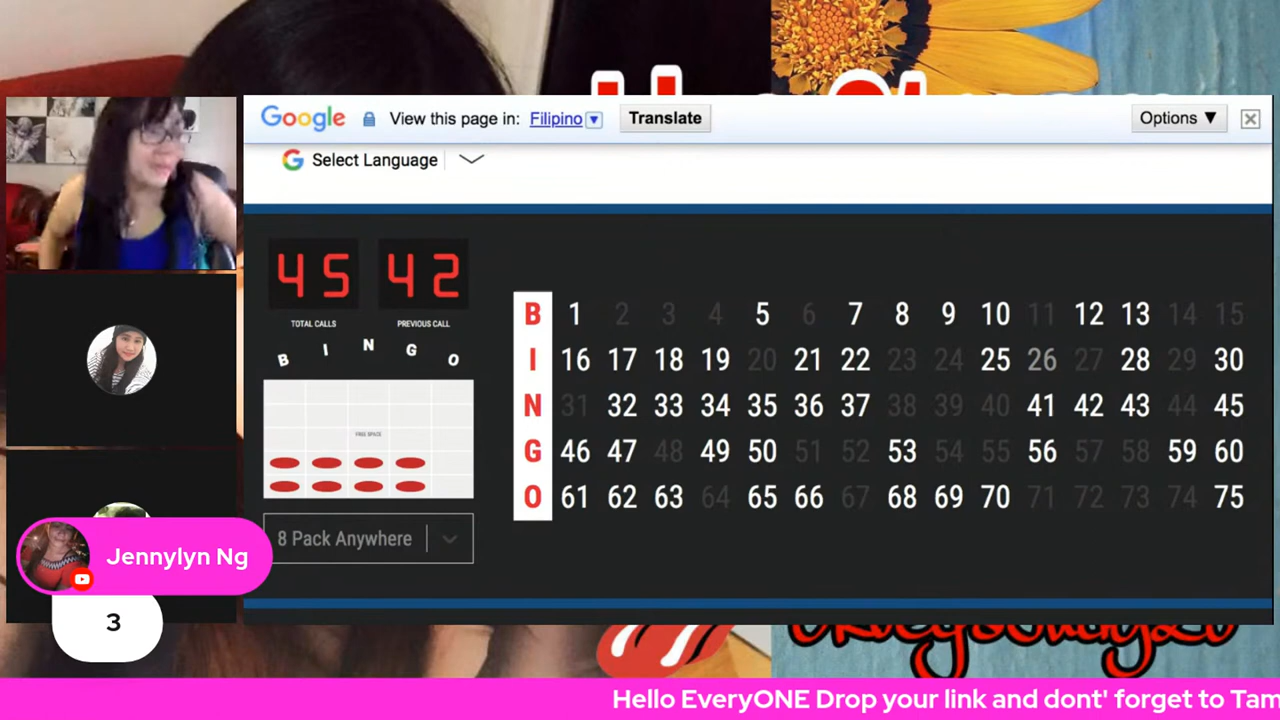 Google View this page in: Filipino Translate Options ▼
G Select Language
45 42
TOTAL CALLS PREVIOUS CALL
B I N G O
FREE SPACE
8 Pack Anywhere
B 1 2 3 4 5 6 7 8 9 10 11 12 13 14 15
I 16 17 18 19 20 21 22 23 24 25 26 27 28 29 30
N 31 32 33 34 35 36 37 38 39 40 41 42 43 44 45
G 46 47 48 49 50 51 52 53 54 55 56 57 58 59 60
O 61 62 63 64 65 66 67 68 69 70 71 72 73 74 75
Jennylyn Ng
3
Hello EveryONE Drop your link and dont' forget to Tam